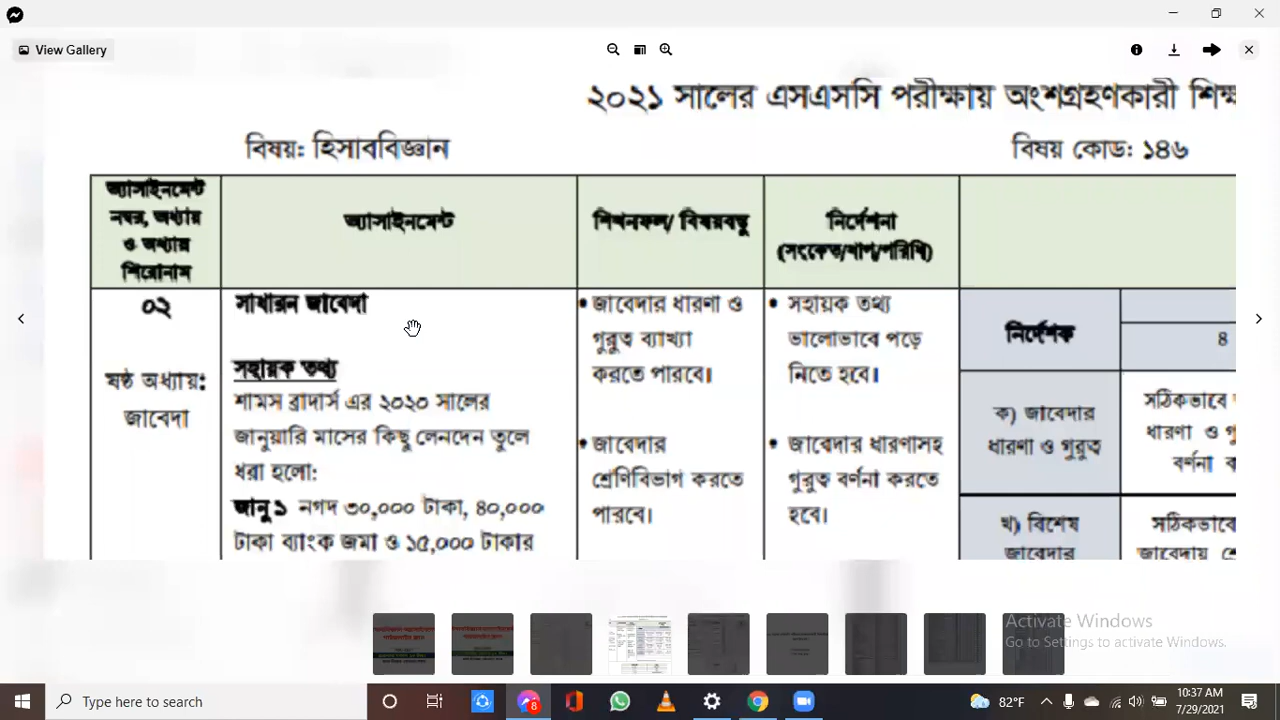 View Gallery
২০২১ সালের এসএসসি পরীক্ষায় অংশগ্রহণকারী
বিষয়: হিসাববিজ্ঞান
বিষয় কোড: ১৪৬
অ্যাসাইনমেন্ট
নম্বর, অধ্যায়
ও অধ্যায়
শিরোনাম
অ্যাসাইনমেন্ট
শিখনফল/ বিষয়বস্তু
নির্দেশনা
(সংকেত/ধাপ/পরিধি)
০২
ষষ্ঠ অধ্যায়:
জাবেদা
সাধারন জাবেদা
সহায়ক তথ্য
শামস ব্রাদার্স এর ২০২০ সালের
জানুয়ারি মাসের কিছু লেনদেন তুলে
ধরা হলো:
জানু ১ নগদ ৩০,০০০ টাকা, ৪০,০০০
টাকা ব্যাংক জমা ও ১৫,০০০ টাকার
• জাবেদার ধারণা ও
গুরুত্ব ব্যাখ্যা
করতে পারবে।
• জাবেদার
শ্রেণিবিভাগ করতে
পারবে।
• সহায়ক তথ্য
ভালোভাবে পড়ে
নিতে হবে।
• জাবেদার ধারণাসহ
গুরুত্ব বর্ণনা করতে
হবে।
নির্দেশক
৪
ক) জাবেদার
ধারণা ও গুরুত্ব
সঠিকভাবে
ধারণা ও
বর্ণনা
খ) বিশেষ
জাবেদার
সঠিকভাবে
জাবেদায়
Activate Windows
Go to Settings to activate Windows.
Type here to search
8
82°F
10:37 AM
7/29/2021